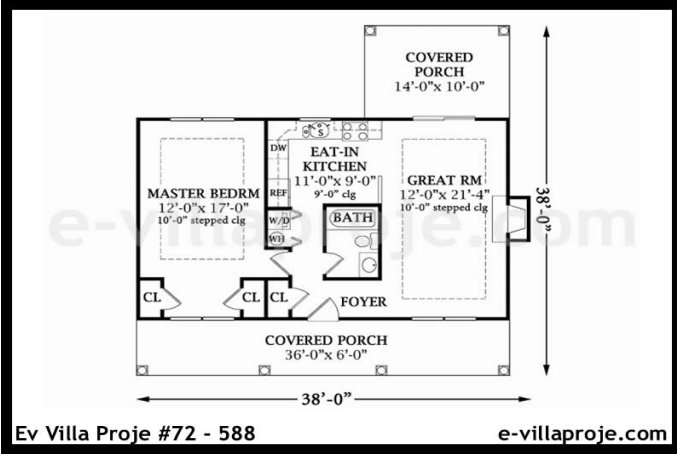 COVERED
PORCH
14'-0"x 10'-0"
DW
S
EAT-IN
KITCHEN
11'-0"x 9'-0"
9'-0" clg
REF
MASTER BEDRM
12'-0"x 17'-0"
10'-0" stepped clg
GREAT RM
12'-0"x 21'-4"
10'-0" stepped clg
W/D
WH
BATH
38'-0"
e-villaproje.com
CL
CL
CL
FOYER
COVERED PORCH
36'-0"x 6'-0"
38'-0"
Ev Villa Proje #72 - 588
e-villaproje.com